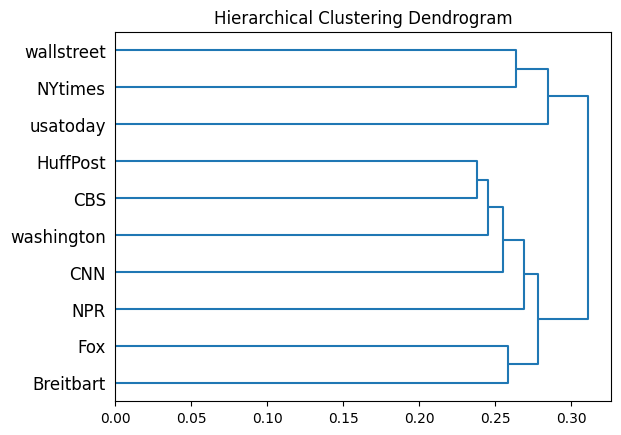 Hierarchical Clustering Dendrogram
wallstreet
NYtimes
usatoday
HuffPost
CBS
washington
CNN
NPR
Fox
Breitbart
0.00 0.05 0.10 0.15 0.20 0.25 0.30